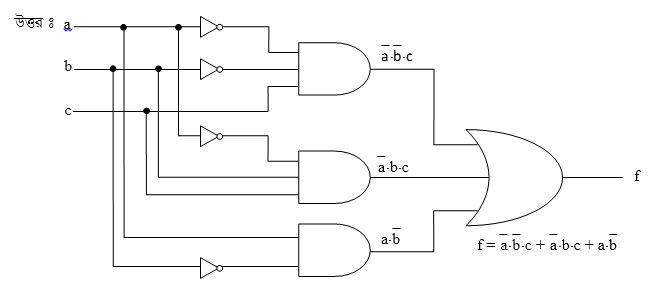 উত্তর ঃ a
b
c
a̅·b̅·c
a̅·b·c
a·b̅
f
f = a̅·b̅·c + a̅·b·c + a·b̅